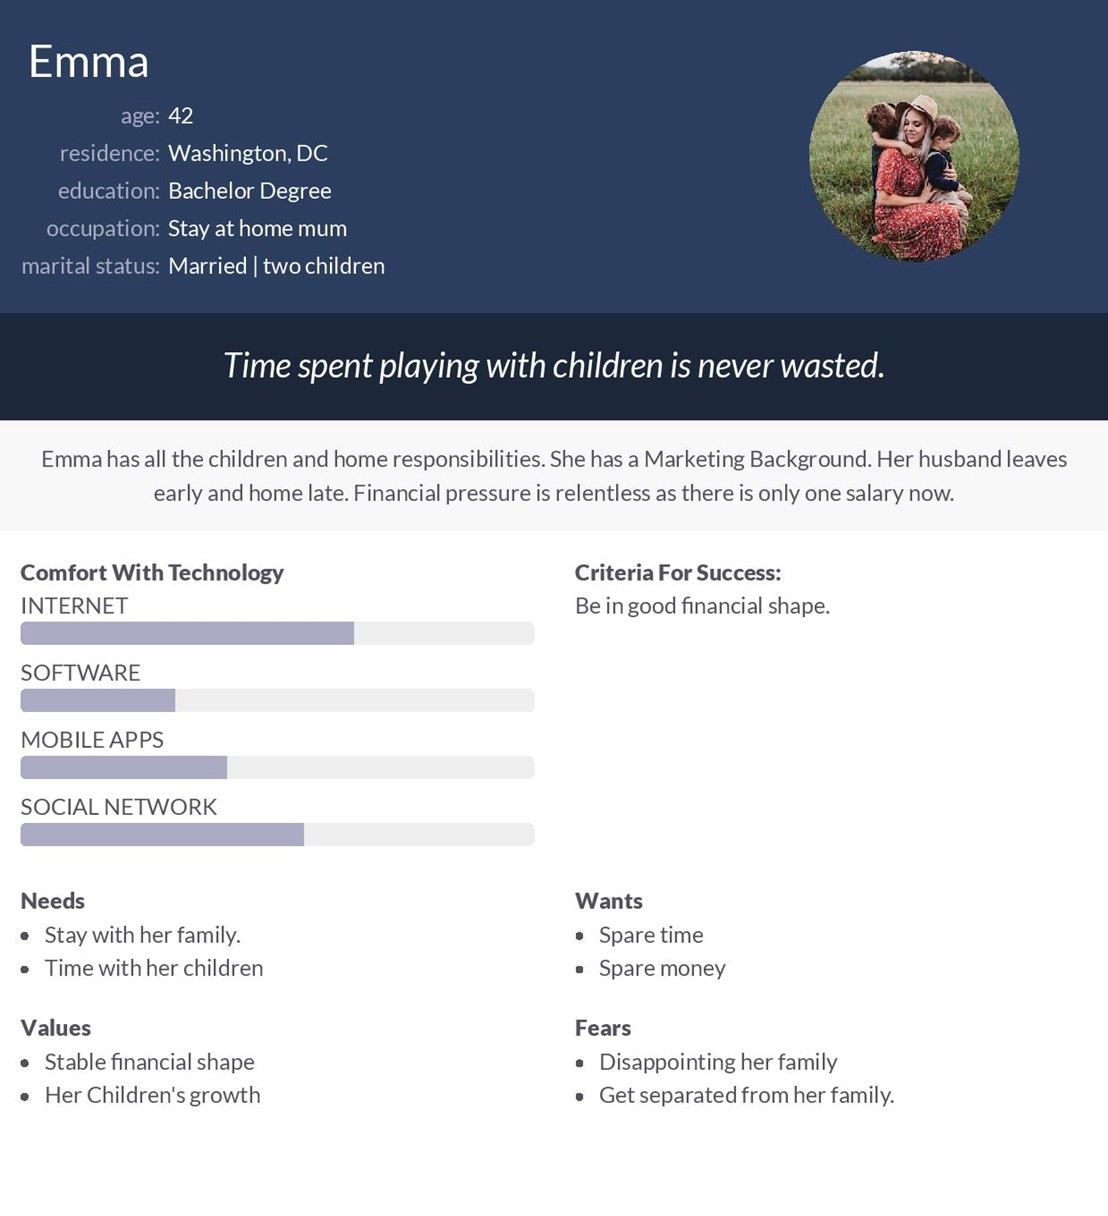 Emma
age: 42
residence: Washington, DC
education: Bachelor Degree
occupation: Stay at home mum
marital status: Married | two children
Time spent playing with children is never wasted.
Emma has all the children and home responsibilities. She has a Marketing Background. Her husband leaves
early and home late. Financial pressure is relentless as there is only one salary now.
Comfort With Technology
INTERNET
SOFTWARE
MOBILE APPS
SOCIAL NETWORK
Criteria For Success:
Be in good financial shape.
Needs
• Stay with her family.
• Time with her children
Wants
• Spare time
• Spare money
Values
• Stable financial shape
• Her Children's growth
Fears
• Disappointing her family
• Get separated from her family.